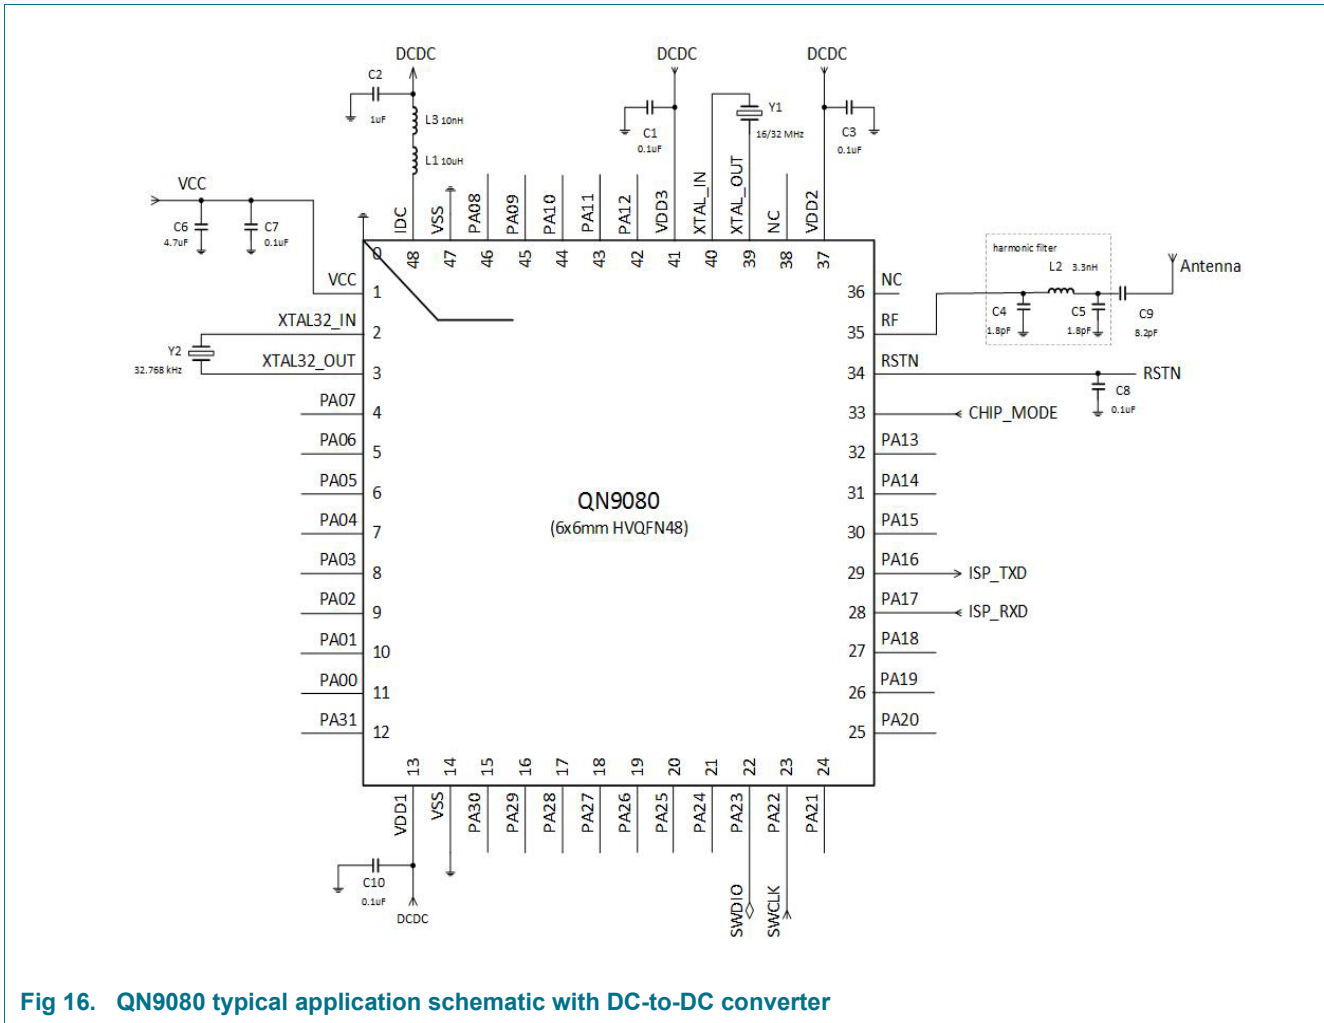 DCDC
DCDC
DCDC
C2
1uF
L3 10nH
L1 10uH
C1
0.1uF
Y1
16/32 MHz
C3
0.1uF
VCC
C6
4.7uF
C7
0.1uF
IDC
VSS
PA08
PA09
PA10
PA11
PA12
VDD3
XTAL_IN
XTAL_OUT
NC
VDD2
0
48
47
46
45
44
43
42
41
40
39
38
37
VCC
1
XTAL32_IN
2
Y2
32.768 kHz
XTAL32_OUT
3
PA07
4
PA06
5
PA05
6
PA04
7
PA03
8
PA02
9
PA01
10
PA00
11
PA31
12
QN9080
(6x6mm HVQFN48)
harmonic filter
L2 3.3nH
C4
1.8pF
C5
1.8pF
C9
8.2pF
Antenna
36
NC
35
RF
34
RSTN
RSTN
C8
0.1uF
33
CHIP_MODE
32
PA13
31
PA14
30
PA15
29
PA16
ISP_TXD
28
PA17
ISP_RXD
27
PA18
26
PA19
25
PA20
13
14
15
16
17
18
19
20
21
22
23
24
VDD1
VSS
PA30
PA29
PA28
PA27
PA26
PA25
PA24
PA23
PA22
PA21
C10
0.1uF
DCDC
SWDIO
SWCLK
Fig 16. QN9080 typical application schematic with DC-to-DC converter